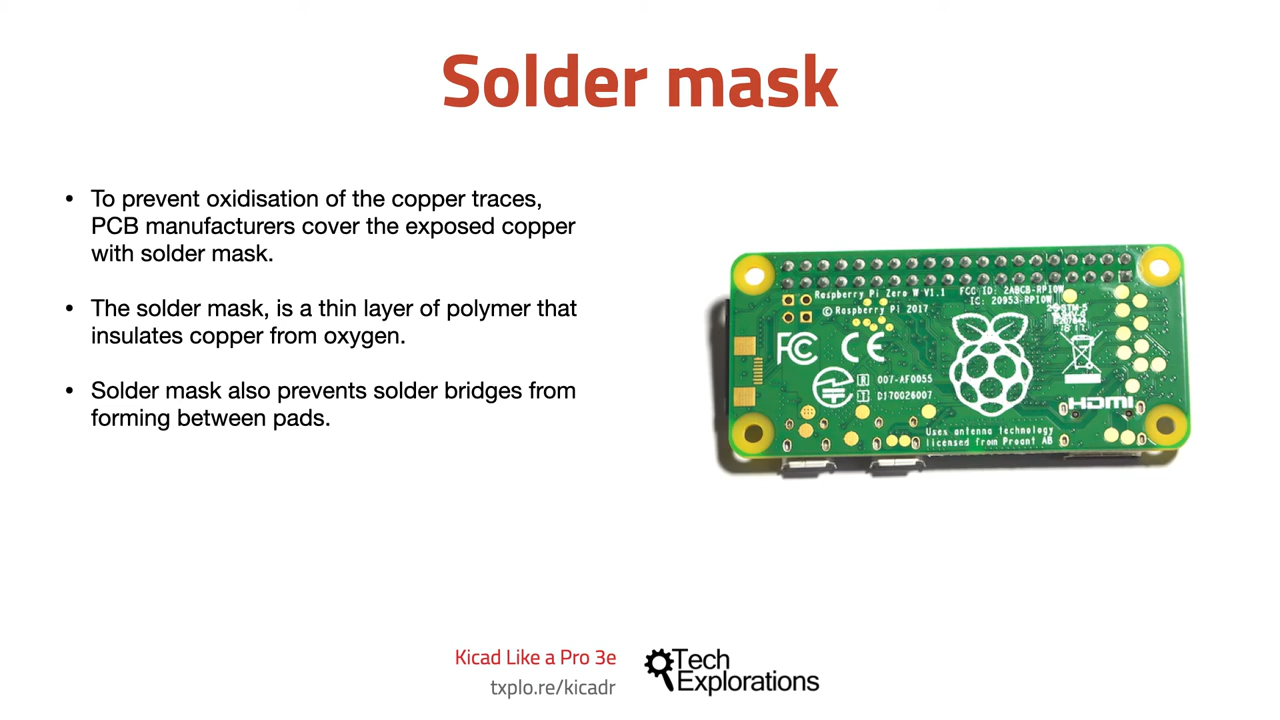 Solder mask
• To prevent oxidisation of the copper traces,
PCB manufacturers cover the exposed copper
with solder mask.
• The solder mask, is a thin layer of polymer that
insulates copper from oxygen.
• Solder mask also prevents solder bridges from
forming between pads.
Raspberry Pi Zero W V1.1
© Raspberry Pi 2017
FCC ID: 2ABCB-RPI0W
IC: 20953-RPI0W
FC CE
R 007-AF0055
T D170026007
HDMI
Uses antenna technology
licensed from Proant AB
Kicad Like a Pro 3e
txplo.re/kicadr
Tech
Explorations